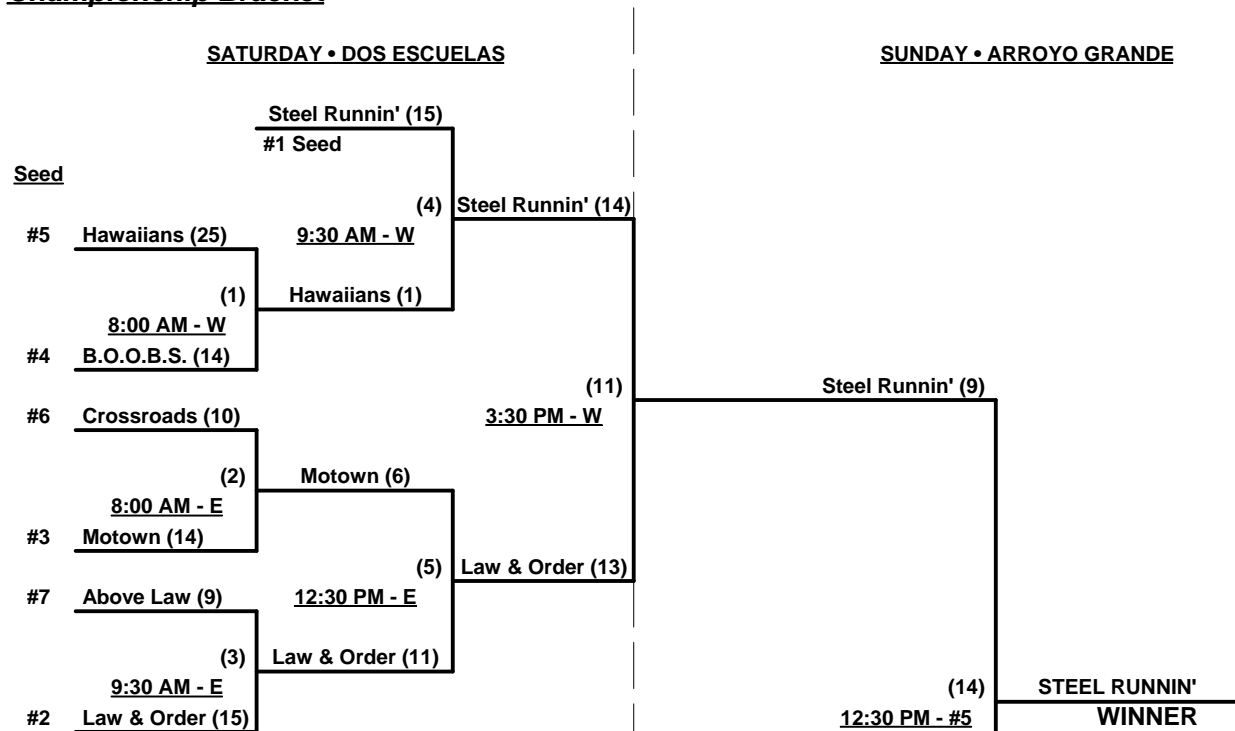 SATURDAY • DOS ESCUELAS
SUNDAY • ARROYO GRANDE
Steel Runnin' (15)
#1 Seed
Seed
(4) Steel Runnin' (14)
#5 Hawaiians (25) 9:30 AM - W
(1) Hawaiians (1)
8:00 AM - W
#4 B.O.O.B.S. (14)
(11) Steel Runnin' (9)
#6 Crossroads (10) 3:30 PM - W
(2) Motown (6)
8:00 AM - E
#3 Motown (14)
(5) Law & Order (13)
#7 Above Law (9) 12:30 PM - E
(3) Law & Order (11)
9:30 AM - E
(14) STEEL RUNNIN'
#2 Law & Order (15) 12:30 PM - #5 WINNER